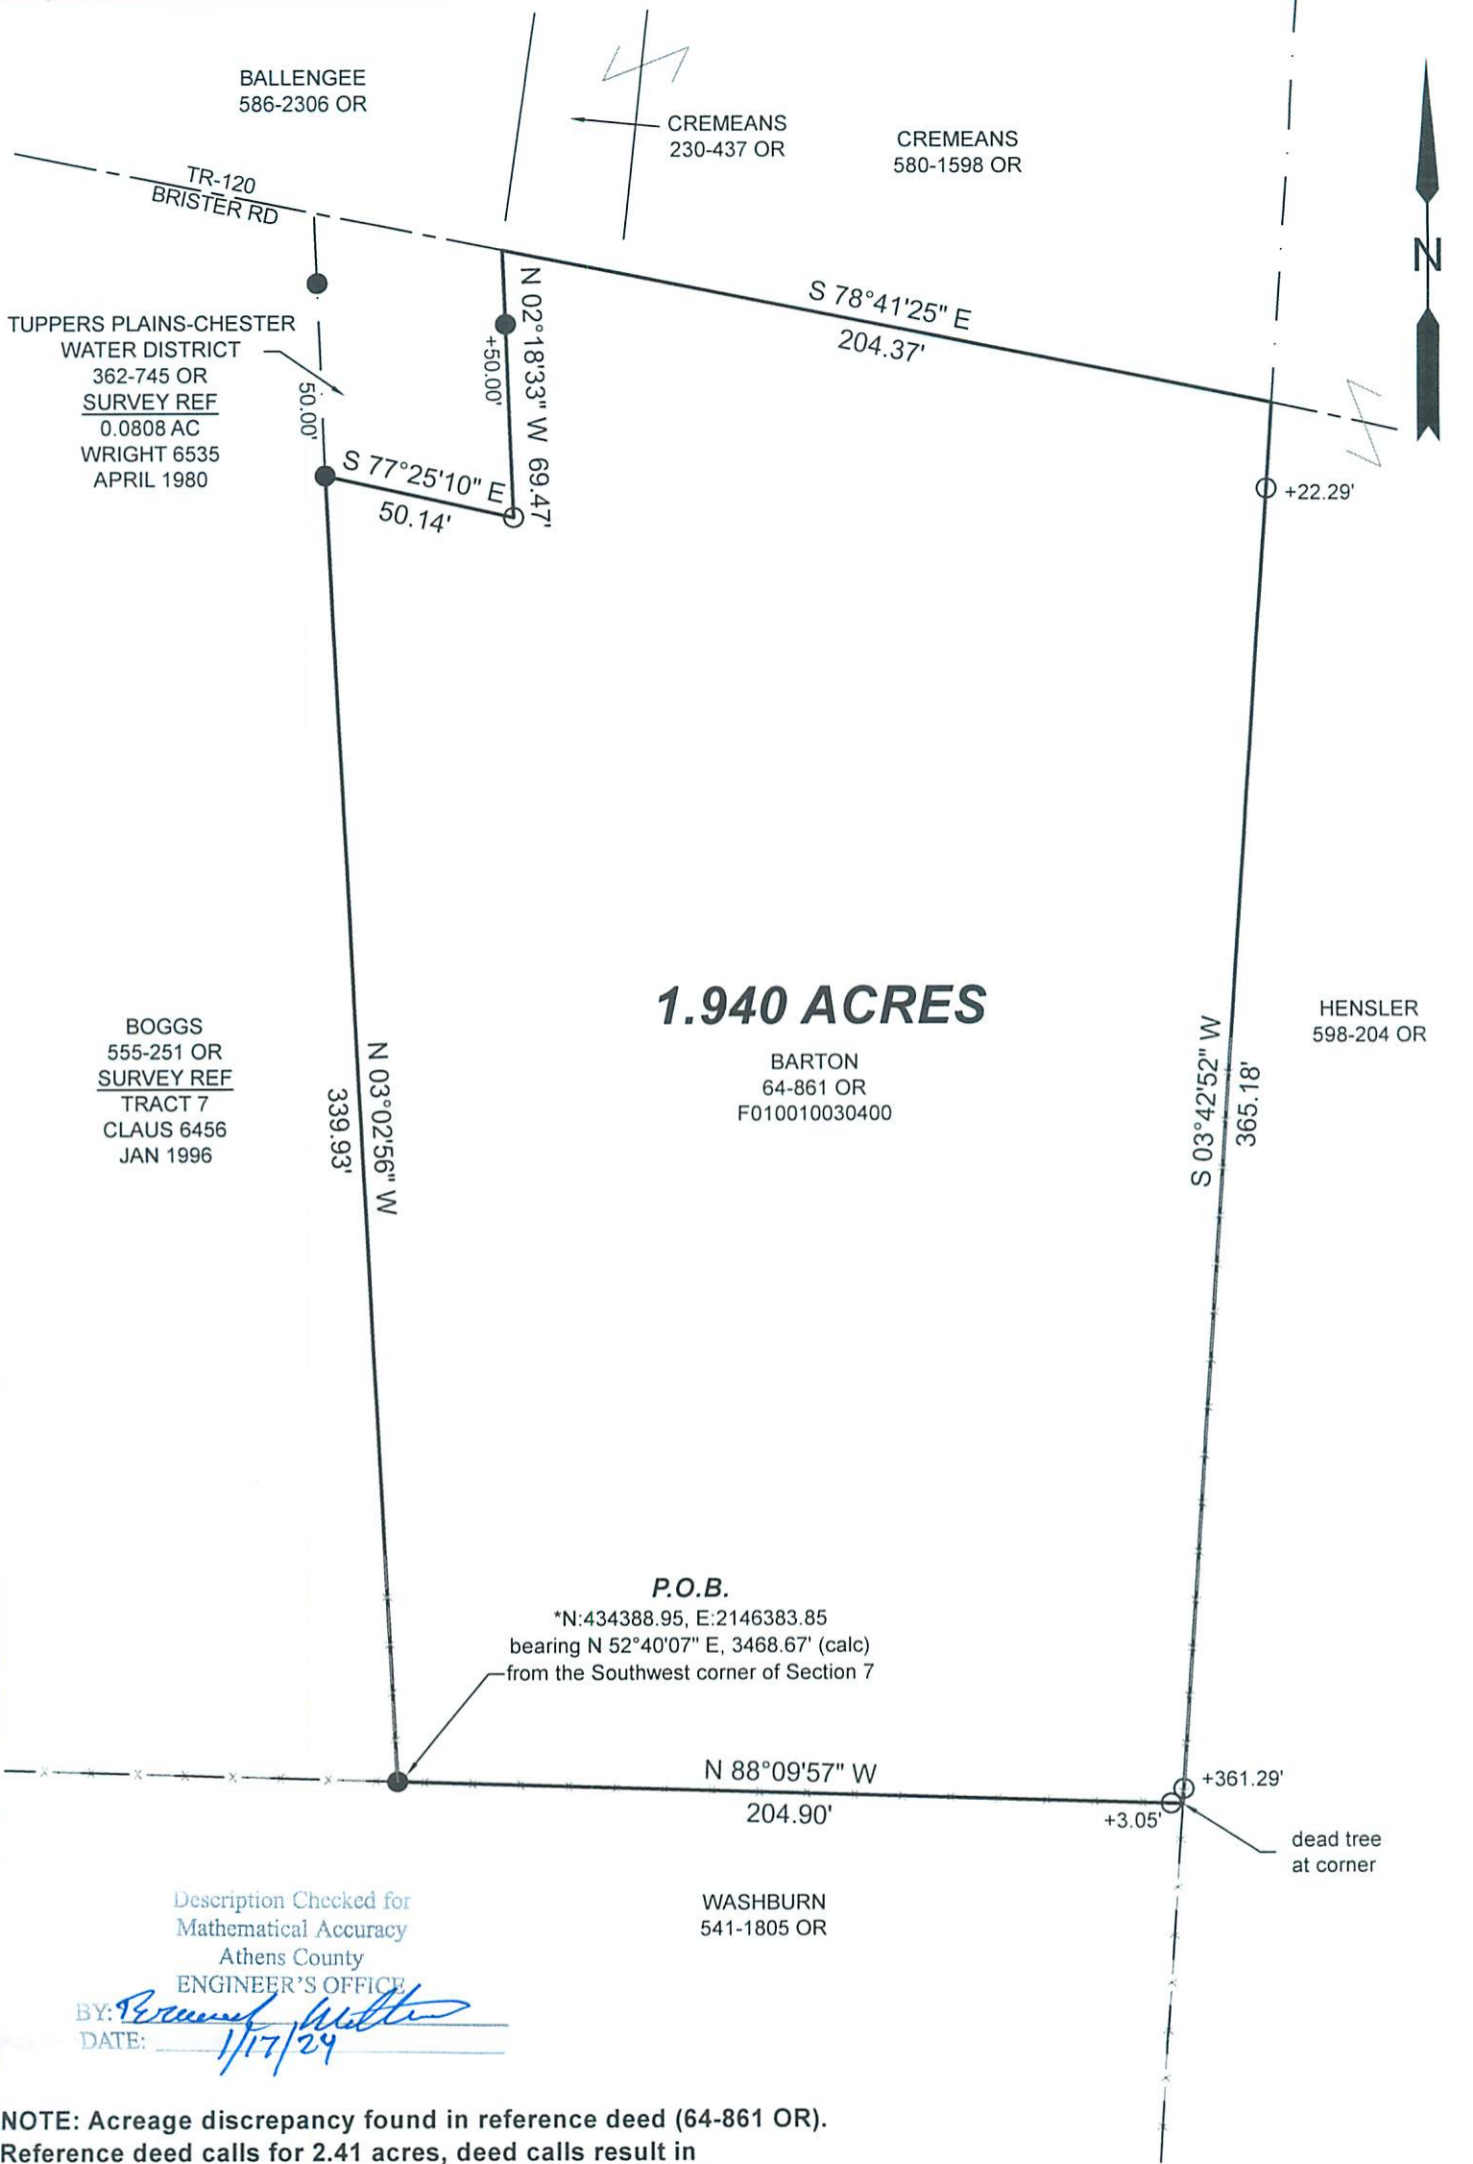 BALLENGEE
586-2306 OR
CREMEANS
230-437 OR
CREMEANS
580-1598 OR
TR-120
BRISTER RD
N
S 78°41'25" E
204.37'
N 02°18'33" W 69.47'
+50.00'
TUPPERS PLAINS-CHESTER
WATER DISTRICT
362-745 OR
SURVEY REF
0.0808 AC
WRIGHT 6535
APRIL 1980
50.00'
S 77°25'10" E
50.14'
+22.29'
1.940 ACRES
BARTON
64-861 OR
F010010030400
HENSLER
598-204 OR
BOGGS
555-251 OR
SURVEY REF
TRACT 7
CLAUS 6456
JAN 1996
N 03°02'56" W
339.93'
S 03°42'52" W
365.18'
P.O.B.
*N:434388.95, E:2146383.85
bearing N 52°40'07" E, 3468.67' (calc)
from the Southwest corner of Section 7
N 88°09'57" W
204.90'
+361.29'
+3.05'
dead tree
at corner
WASHBURN
541-1805 OR
Description Checked for
Mathematical Accuracy
Athens County
ENGINEER'S OFFICE
BY:
DATE: 1/17/24
NOTE: Acreage discrepancy found in reference deed (64-861 OR).
Reference deed calls for 2.41 acres, deed calls result in